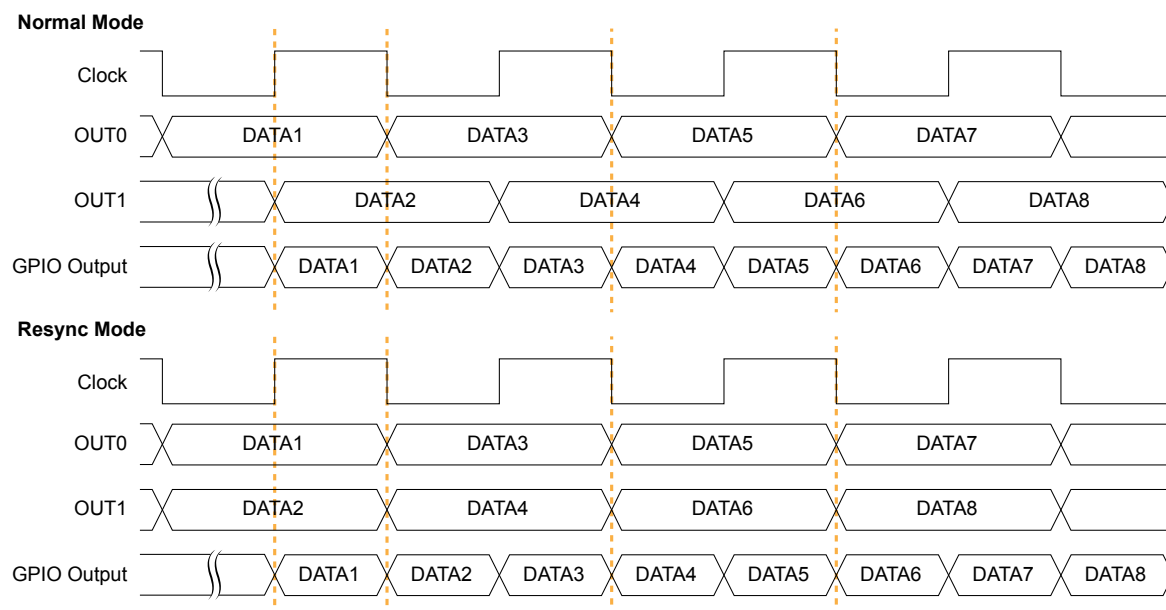 Normal Mode
Clock
OUT0 DATA1 DATA3 DATA5 DATA7
OUT1 DATA2 DATA4 DATA6 DATA8
GPIO Output DATA1 DATA2 DATA3 DATA4 DATA5 DATA6 DATA7 DATA8
Resync Mode
Clock
OUT0 DATA1 DATA3 DATA5 DATA7
OUT1 DATA2 DATA4 DATA6 DATA8
GPIO Output DATA1 DATA2 DATA3 DATA4 DATA5 DATA6 DATA7 DATA8